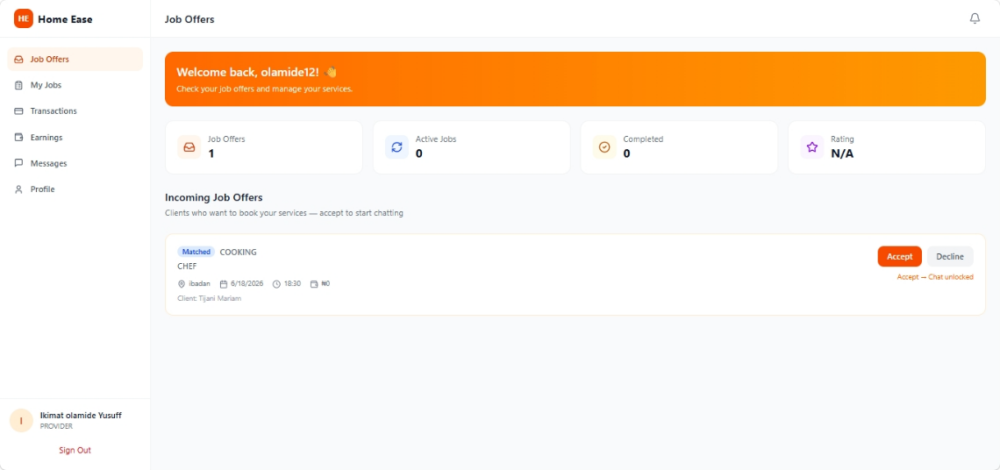 HE Home Ease
Job Offers
Job Offers
My Jobs
Transactions
Earnings
Messages
Profile
Welcome back, olamide12! 👋
Check your job offers and manage your services.
Job Offers
1
Active Jobs
0
Completed
0
Rating
N/A
Incoming Job Offers
Clients who want to book your services — accept to start chatting
Matched COOKING
CHEF
ibadan 6/18/2026 18:30 ₦0
Client: Tijani Mariam
Accept Decline
Accept → Chat unlocked
I
Ikimat olamide Yusuff
PROVIDER
Sign Out